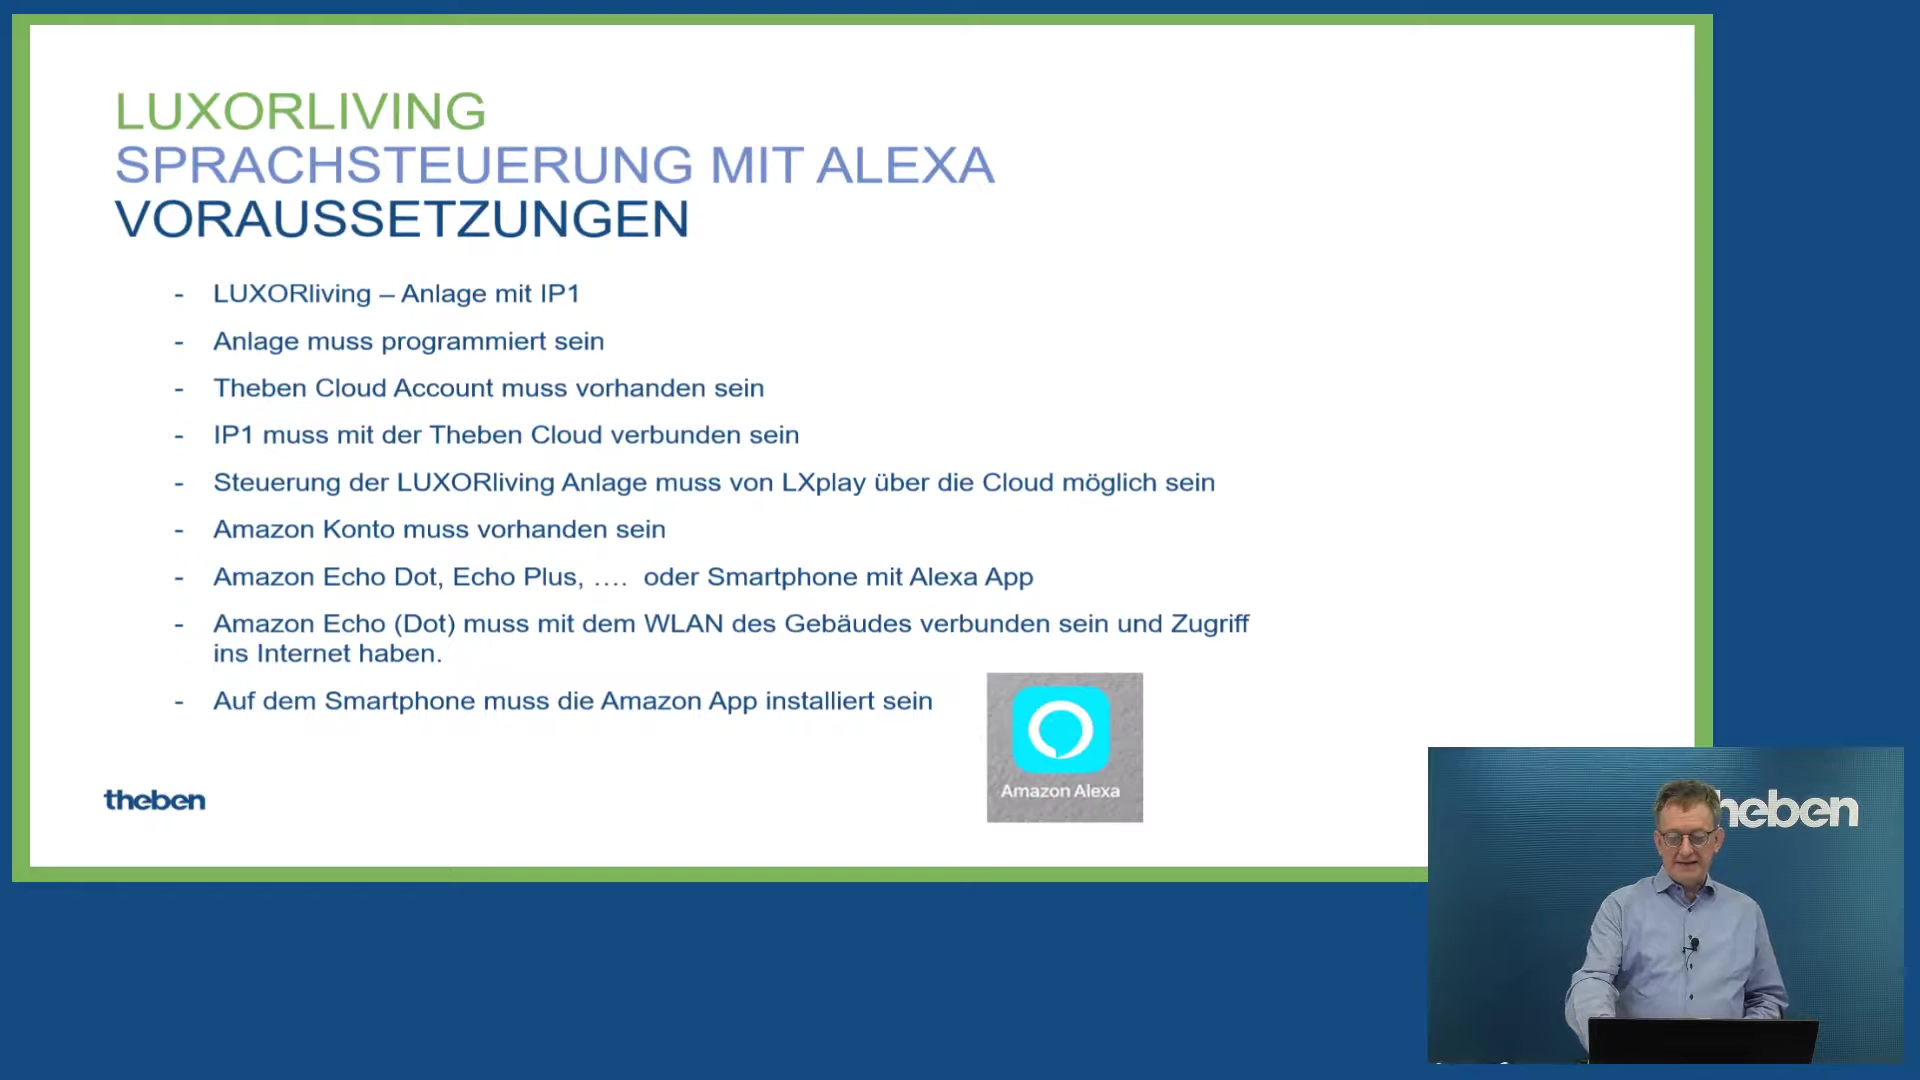 LUXORLIVING
SPRACHSTEUERUNG MIT ALEXA
VORAUSSETZUNGEN
- LUXORliving – Anlage mit IP1
- Anlage muss programmiert sein
- Theben Cloud Account muss vorhanden sein
- IP1 muss mit der Theben Cloud verbunden sein
- Steuerung der LUXORliving Anlage muss von LXplay über die Cloud möglich sein
- Amazon Konto muss vorhanden sein
- Amazon Echo Dot, Echo Plus, …. oder Smartphone mit Alexa App
- Amazon Echo (Dot) muss mit dem WLAN des Gebäudes verbunden sein und Zugriff
ins Internet haben.
- Auf dem Smartphone muss die Amazon App installiert sein
Amazon Alexa
theben
heben